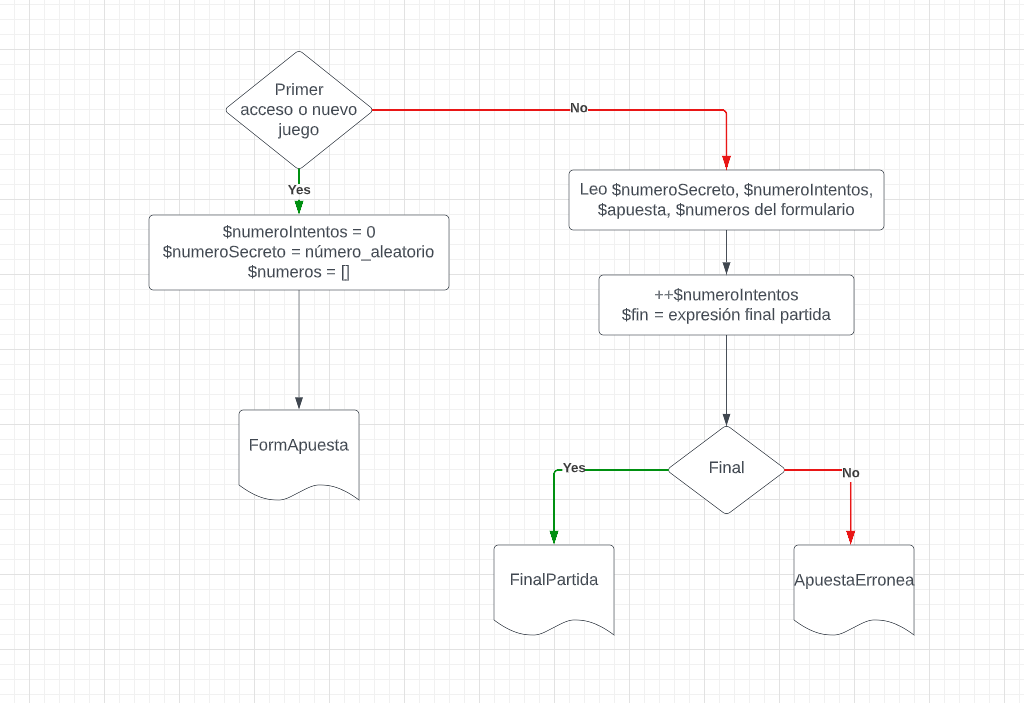 Primer
acceso o nuevo
juego
No
Yes
$numeroIntentos = 0
$numeroSecreto = número_aleatorio
$numeros = []
Leo $numeroSecreto, $numeroIntentos,
$apuesta, $numeros del formulario
++$numeroIntentos
$fin = expresión final partida
FormApuesta
Final
Yes
No
FinalPartida
ApuestaErronea